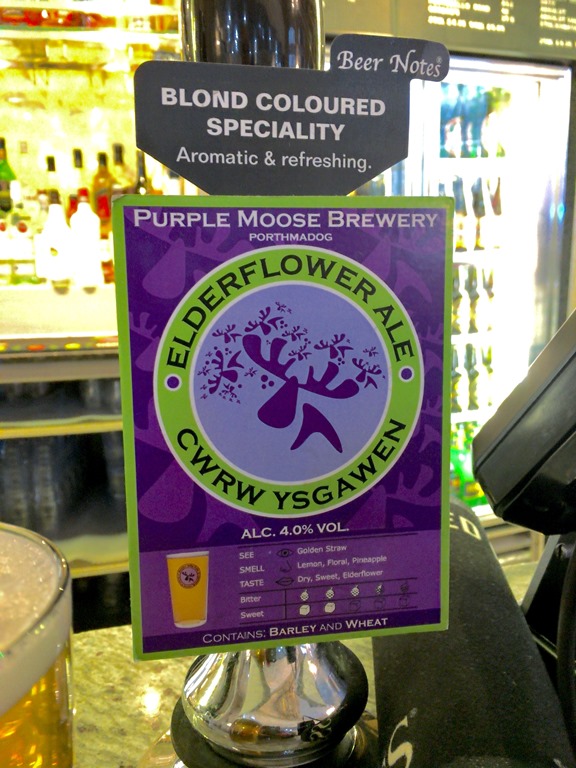 Beer Notes®
BLOND COLOURED
SPECIALITY
Aromatic & refreshing.
PURPLE MOOSE BREWERY
PORTHMADOG
ELDERFLOWER ALE
CWRW YSGAWEN
ALC. 4.0% VOL.
SEE Golden Straw
SMELL Lemon, Floral, Pineapple
TASTE Dry, Sweet, Elderflower
Bitter
Sweet
CONTAINS: BARLEY AND WHEAT